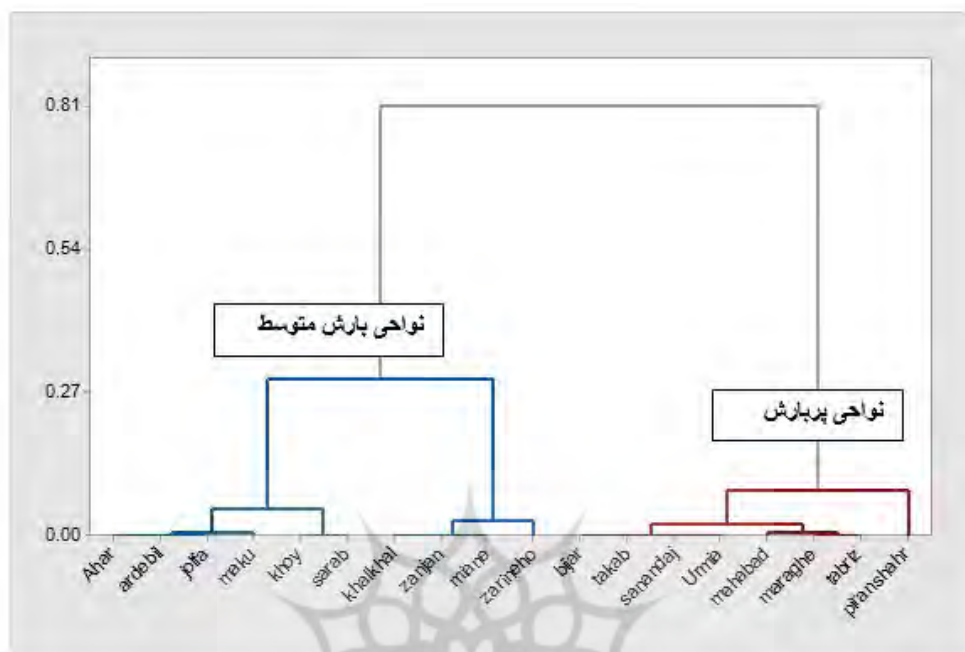 0.81
0.54
نواحی بارش متوسط
0.27
نواحی پربارش
0.00
Ahar
ardebil
jolfa
maku
khoy
sarab
khalkhal
zanjan
miane
zarineho
bijar
takab
sanandaj
Urmia
mahabad
maraghe
tabriz
piranshahr